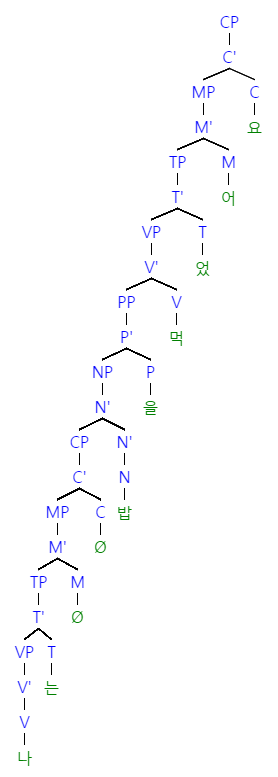 CP
C'
MP C
M' 요
TP M
T' 어
VP T
V' 었
PP V
P' 먹
NP P
N' 을
CP N'
C' N
MP C 밥
M' Ø
TP M
T' Ø
VP T
V' 는
V
나